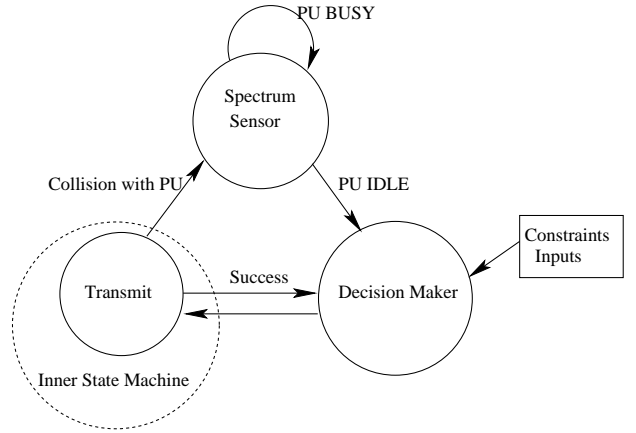 PU BUSY
Spectrum
Sensor
Collision with PU
PU IDLE
Constraints
Inputs
Success
Transmit
Decision Maker
Inner State Machine